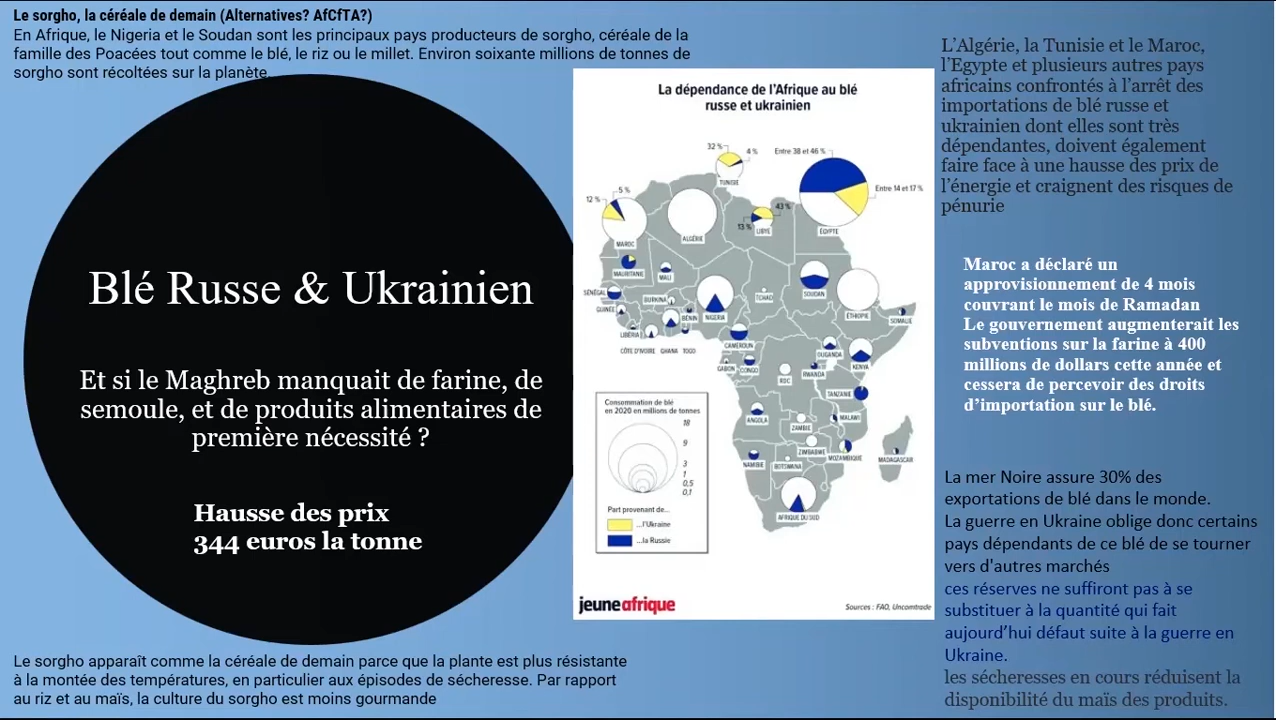 Le sorgho, la céréale de demain (Alternatives? AfCfTA?)
En Afrique, le Nigeria et le Soudan sont les principaux pays producteurs de sorgho, céréale de la
famille des Poacées tout comme le blé, le riz ou le millet. Environ soixante millions de tonnes de
sorgho sont récoltées sur la planète.
Blé Russe & Ukrainien
Et si le Maghreb manquait de farine, de
semoule, et de produits alimentaires de
première nécessité ?
Hausse des prix
344 euros la tonne
Le sorgho apparaît comme la céréale de demain parce que la plante est plus résistante
à la montée des températures, en particulier aux épisodes de sécheresse. Par rapport
au riz et au maïs, la culture du sorgho est moins gourmande
La dépendance de l'Afrique au blé
russe et ukrainien
32 %
4 %
Entre 38 et 46 %
TUNISIE
Entre 14 et 17 %
5 %
12 %
43 %
13 %
LIBYE
ÉGYPTE
MAROC
ALGÉRIE
MAURITANIE
MALI
SÉNÉGAL
BURKINA
TCHAD
SOUDAN
GUINÉE
BÉNIN
NIGERIA
ÉTHIOPIE
SOMALIE
LIBÉRIA
CÔTE D'IVOIRE
GHANA
TOGO
CAMEROUN
OUGANDA
GABON
CONGO
RDC
RWANDA
KENYA
TANZANIE
ANGOLA
ZAMBIE
MALAWI
ZIMBABWE
MOZAMBIQUE
NAMIBIE
BOTSWANA
MADAGASCAR
AFRIQUE DU SUD
Consommation de blé
en 2020 en millions de tonnes
18
9
3
1
0,5
0,1
Part provenant de...
...l'Ukraine
...la Russie
jeuneafrique
Sources : FAO, Uncomtrade
L'Algérie, la Tunisie et le Maroc,
l'Egypte et plusieurs autres pays
africains confrontés à l'arrêt des
importations de blé russe et
ukrainien dont elles sont très
dépendantes, doivent également
faire face à une hausse des prix de
l'énergie et craignent des risques de
pénurie
Maroc a déclaré un
approvisionnement de 4 mois
couvrant le mois de Ramadan
Le gouvernement augmenterait les
subventions sur la farine à 400
millions de dollars cette année et
cessera de percevoir des droits
d'importation sur le blé.
La mer Noire assure 30% des
exportations de blé dans le monde.
La guerre en Ukraine oblige donc certains
pays dépendants de ce blé de se tourner
vers d'autres marchés
ces réserves ne suffiront pas à se
substituer à la quantité qui fait
aujourd'hui défaut suite à la guerre en
Ukraine.
les sécheresses en cours réduisent la
disponibilité du maïs des produits.